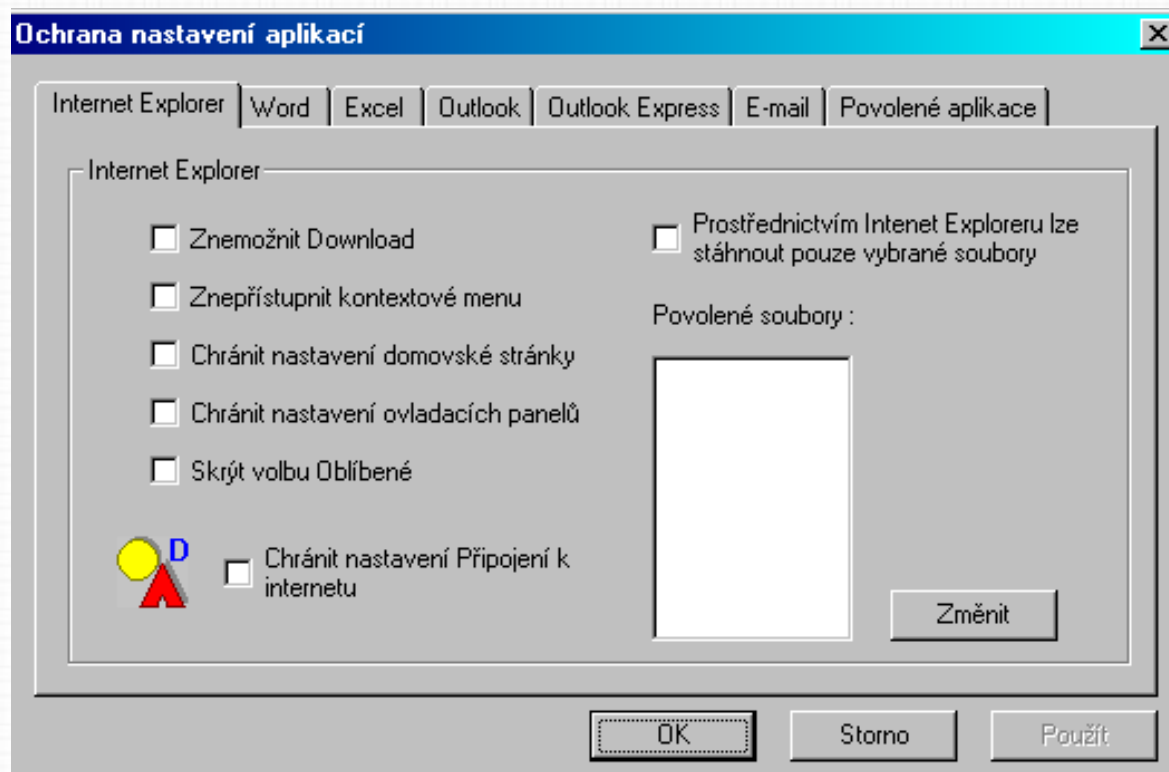 Ochrana nastavení aplikací
Internet Explorer Word Excel Outlook Outlook Express E-mail Povolené aplikace
Internet Explorer
Znemožnit Download
Znepřístupnit kontextové menu
Chránit nastavení domovské stránky
Chránit nastavení ovladacích panelů
Skrýt volbu Oblíbené
D
Chránit nastavení Připojení k
internetu
Prostřednictvím Intenet Exploreru lze
stáhnout pouze vybrané soubory
Povolené soubory :
Změnit
OK Storno Použít